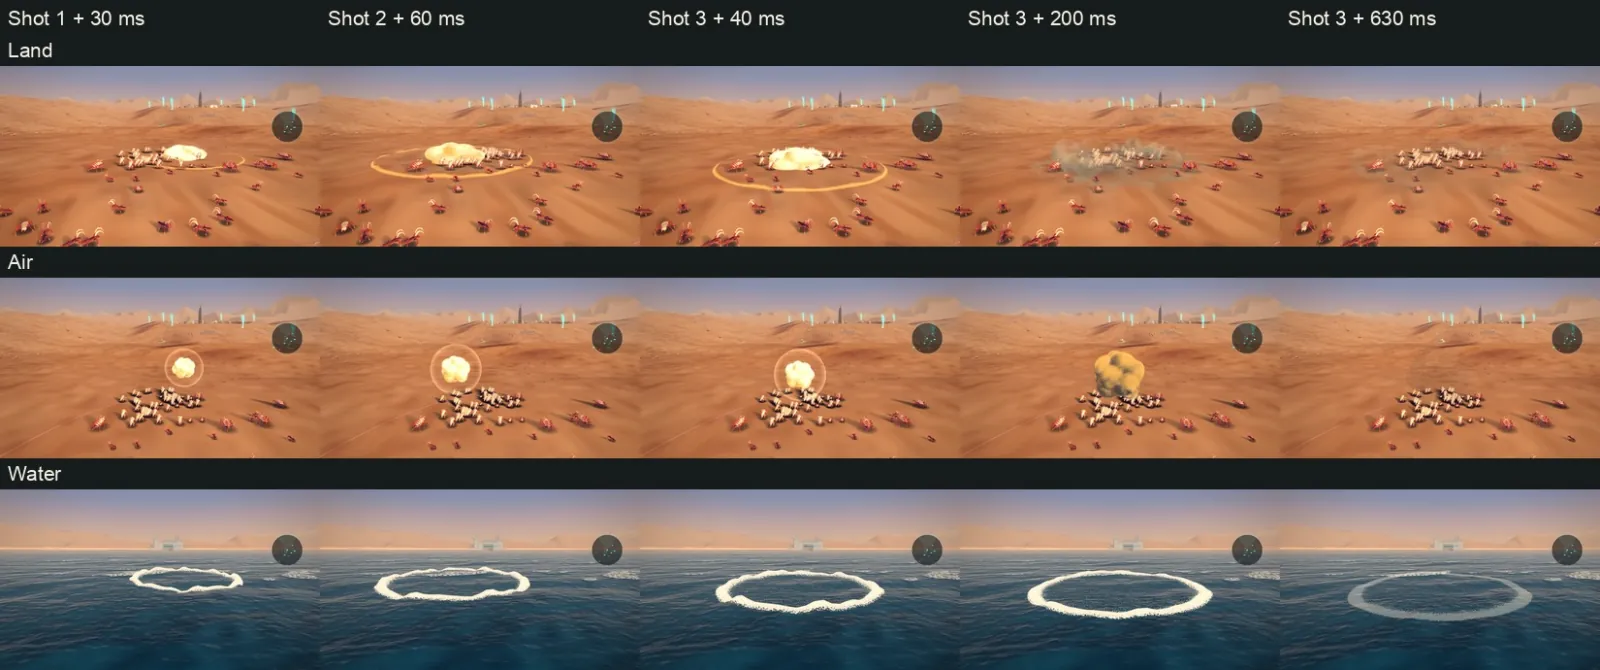 Shot 1 + 30 ms
Shot 2 + 60 ms
Shot 3 + 40 ms
Shot 3 + 200 ms
Shot 3 + 630 ms
Land
Air
Water